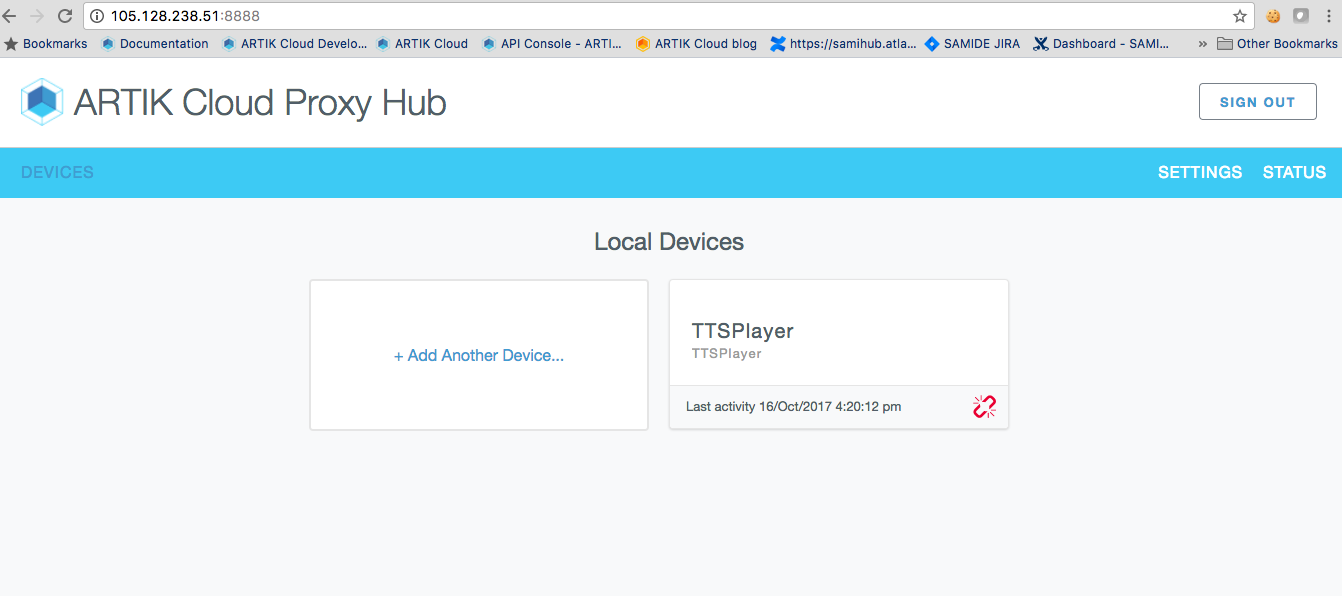 105.128.238.51:8888
Bookmarks Documentation ARTIK Cloud Develo... ARTIK Cloud API Console - ARTI... ARTIK Cloud blog https://samihub.atla... SAMIDE JIRA Dashboard - SAMI... » Other Bookmarks
ARTIK Cloud Proxy Hub SIGN OUT
DEVICES SETTINGS STATUS
Local Devices
+ Add Another Device...
TTSPlayer
TTSPlayer
Last activity 16/Oct/2017 4:20:12 pm